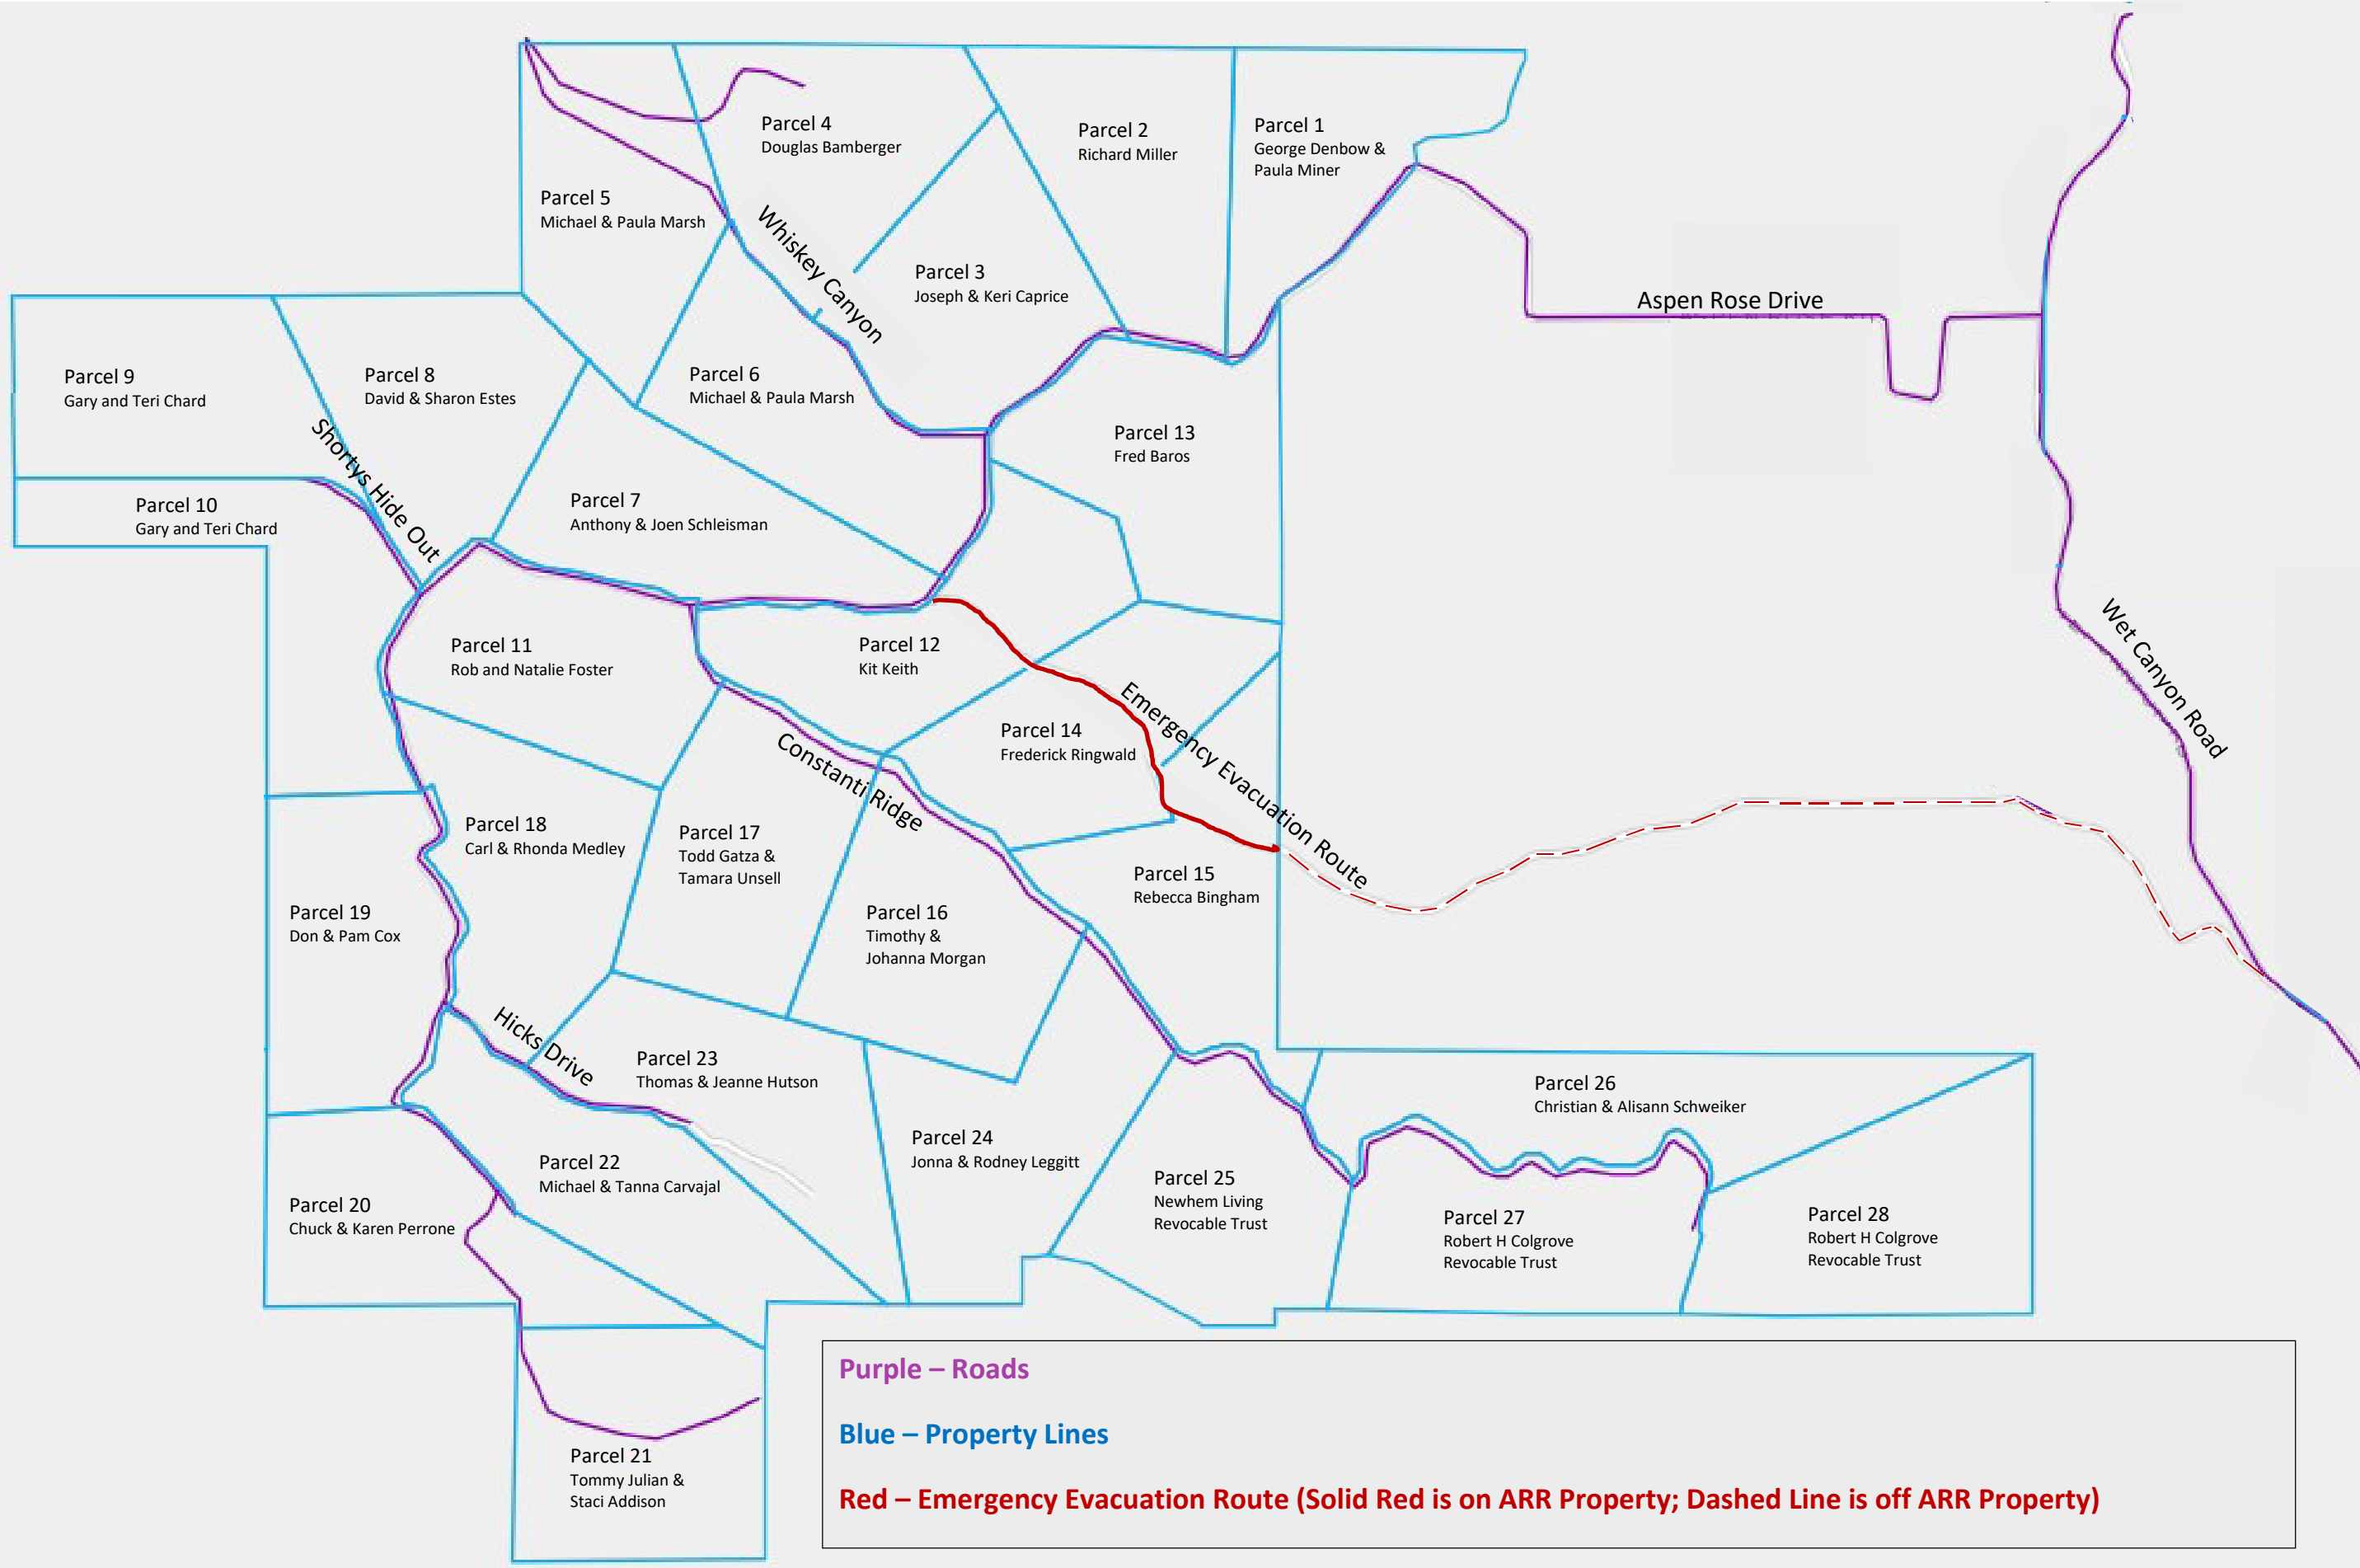 Parcel 4
Douglas Bamberger
Parcel 2
Richard Miller
Parcel 1
George Denbow &
Paula Miner
Parcel 5
Michael & Paula Marsh
Whiskey Canyon
Parcel 3
Joseph & Keri Caprice
Aspen Rose Drive
Parcel 9
Gary and Teri Chard
Parcel 8
David & Sharon Estes
Parcel 6
Michael & Paula Marsh
Shortys Hide Out
Parcel 13
Fred Baros
Parcel 10
Gary and Teri Chard
Parcel 7
Anthony & Joen Schleisman
Parcel 11
Rob and Natalie Foster
Parcel 12
Kit Keith
Wet Canyon Road
Parcel 14
Frederick Ringwald
Emergency Evacuation Route
Constanti Ridge
Parcel 18
Carl & Rhonda Medley
Parcel 17
Todd Gatza &
Tamara Unsell
Parcel 15
Rebecca Bingham
Parcel 19
Don & Pam Cox
Parcel 16
Timothy &
Johanna Morgan
Hicks Drive
Parcel 23
Thomas & Jeanne Hutson
Parcel 26
Christian & Alisann Schweiker
Parcel 24
Jonna & Rodney Leggitt
Parcel 22
Michael & Tanna Carvajal
Parcel 25
Newhem Living
Revocable Trust
Parcel 20
Chuck & Karen Perrone
Parcel 27
Robert H Colgrove
Revocable Trust
Parcel 28
Robert H Colgrove
Revocable Trust
Parcel 21
Tommy Julian &
Staci Addison
Purple – Roads
Blue – Property Lines
Red – Emergency Evacuation Route (Solid Red is on ARR Property; Dashed Line is off ARR Property)